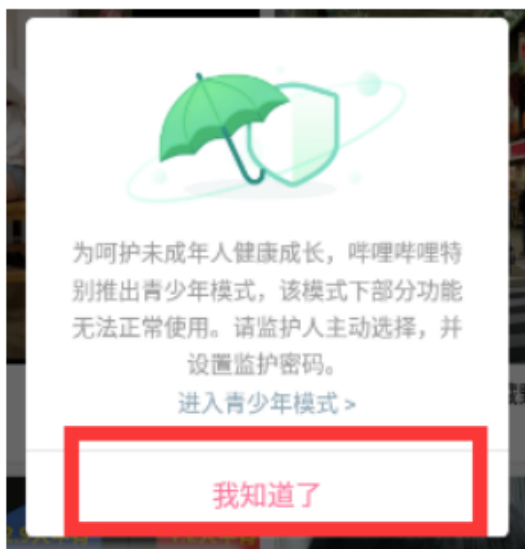 为呵护未成年人健康成长，哔哩哔哩特
别推出青少年模式，该模式下部分功能
无法正常使用。请监护人主动选择，并
设置监护密码。
进入青少年模式 >
我知道了